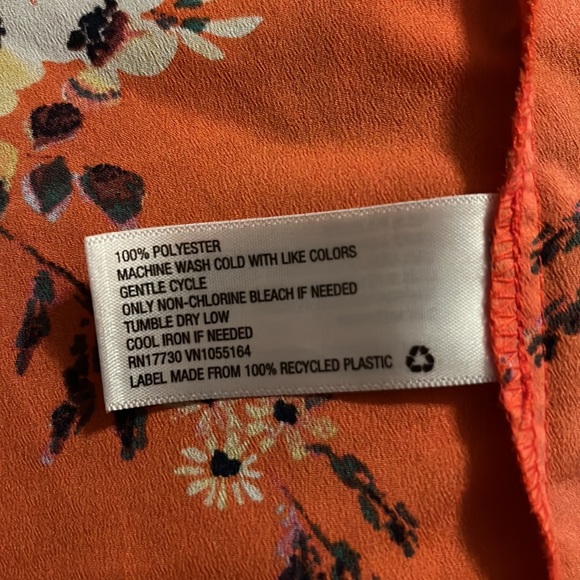 100% POLYESTER
MACHINE WASH COLD WITH LIKE COLORS
GENTLE CYCLE
ONLY NON-CHLORINE BLEACH IF NEEDED
TUMBLE DRY LOW
COOL IRON IF NEEDED
RN17730 VN1055164
LABEL MADE FROM 100% RECYCLED PLASTIC